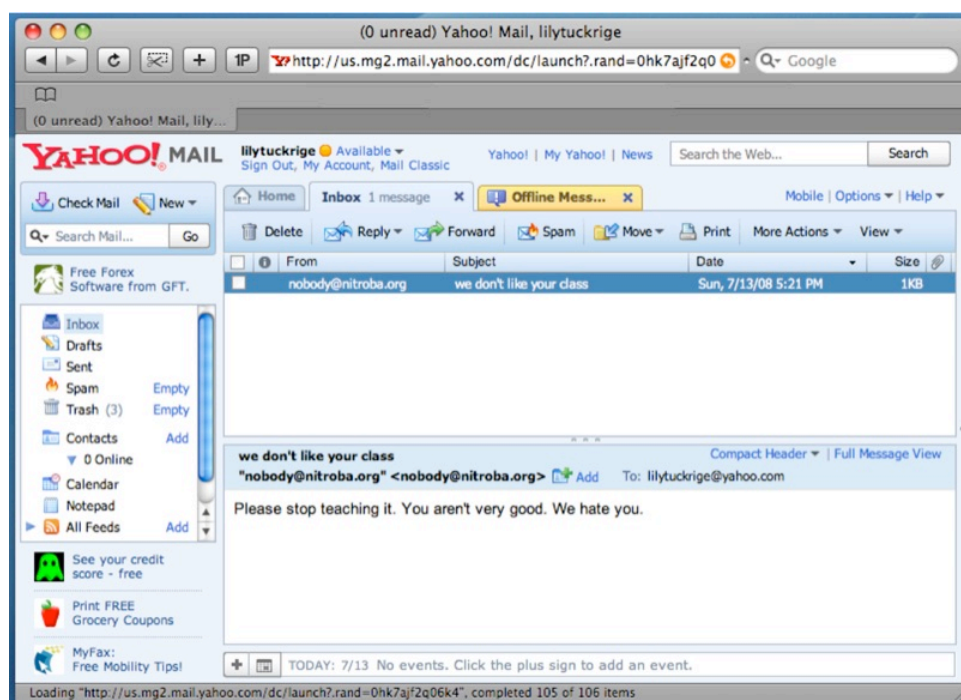 (0 unread) Yahoo! Mail, lilytuckrige
1P
http://us.mg2.mail.yahoo.com/dc/launch?.rand=0hk7ajf2q0
Google
(0 unread) Yahoo! Mail, lily...
YAHOO! MAIL
lilytuckrige Available
Sign Out, My Account, Mail Classic
Yahoo! | My Yahoo! | News
Search the Web...
Search
Check Mail New
Home
Inbox 1 message x
Offline Mess... x
Mobile | Options | Help
Search Mail... Go
Delete Reply Forward Spam Move Print More Actions View
From Subject Date Size
nobody@nitroba.org we don't like your class Sun, 7/13/08 5:21 PM 1KB
Free Forex
Software from GFT.
Inbox
Drafts
Sent
Spam Empty
Trash (3) Empty
Contacts Add
0 Online
Calendar
Notepad
All Feeds Add
we don't like your class
Compact Header | Full Message View
"nobody@nitroba.org" <nobody@nitroba.org> Add To: lilytuckrige@yahoo.com
Please stop teaching it. You aren't very good. We hate you.
See your credit
score - free
Print FREE
Grocery Coupons
MyFax:
Free Mobility Tips!
TODAY: 7/13 No events. Click the plus sign to add an event.
Loading "http://us.mg2.mail.yahoo.com/dc/launch?.rand=0hk7ajf2q06k4", completed 105 of 106 items